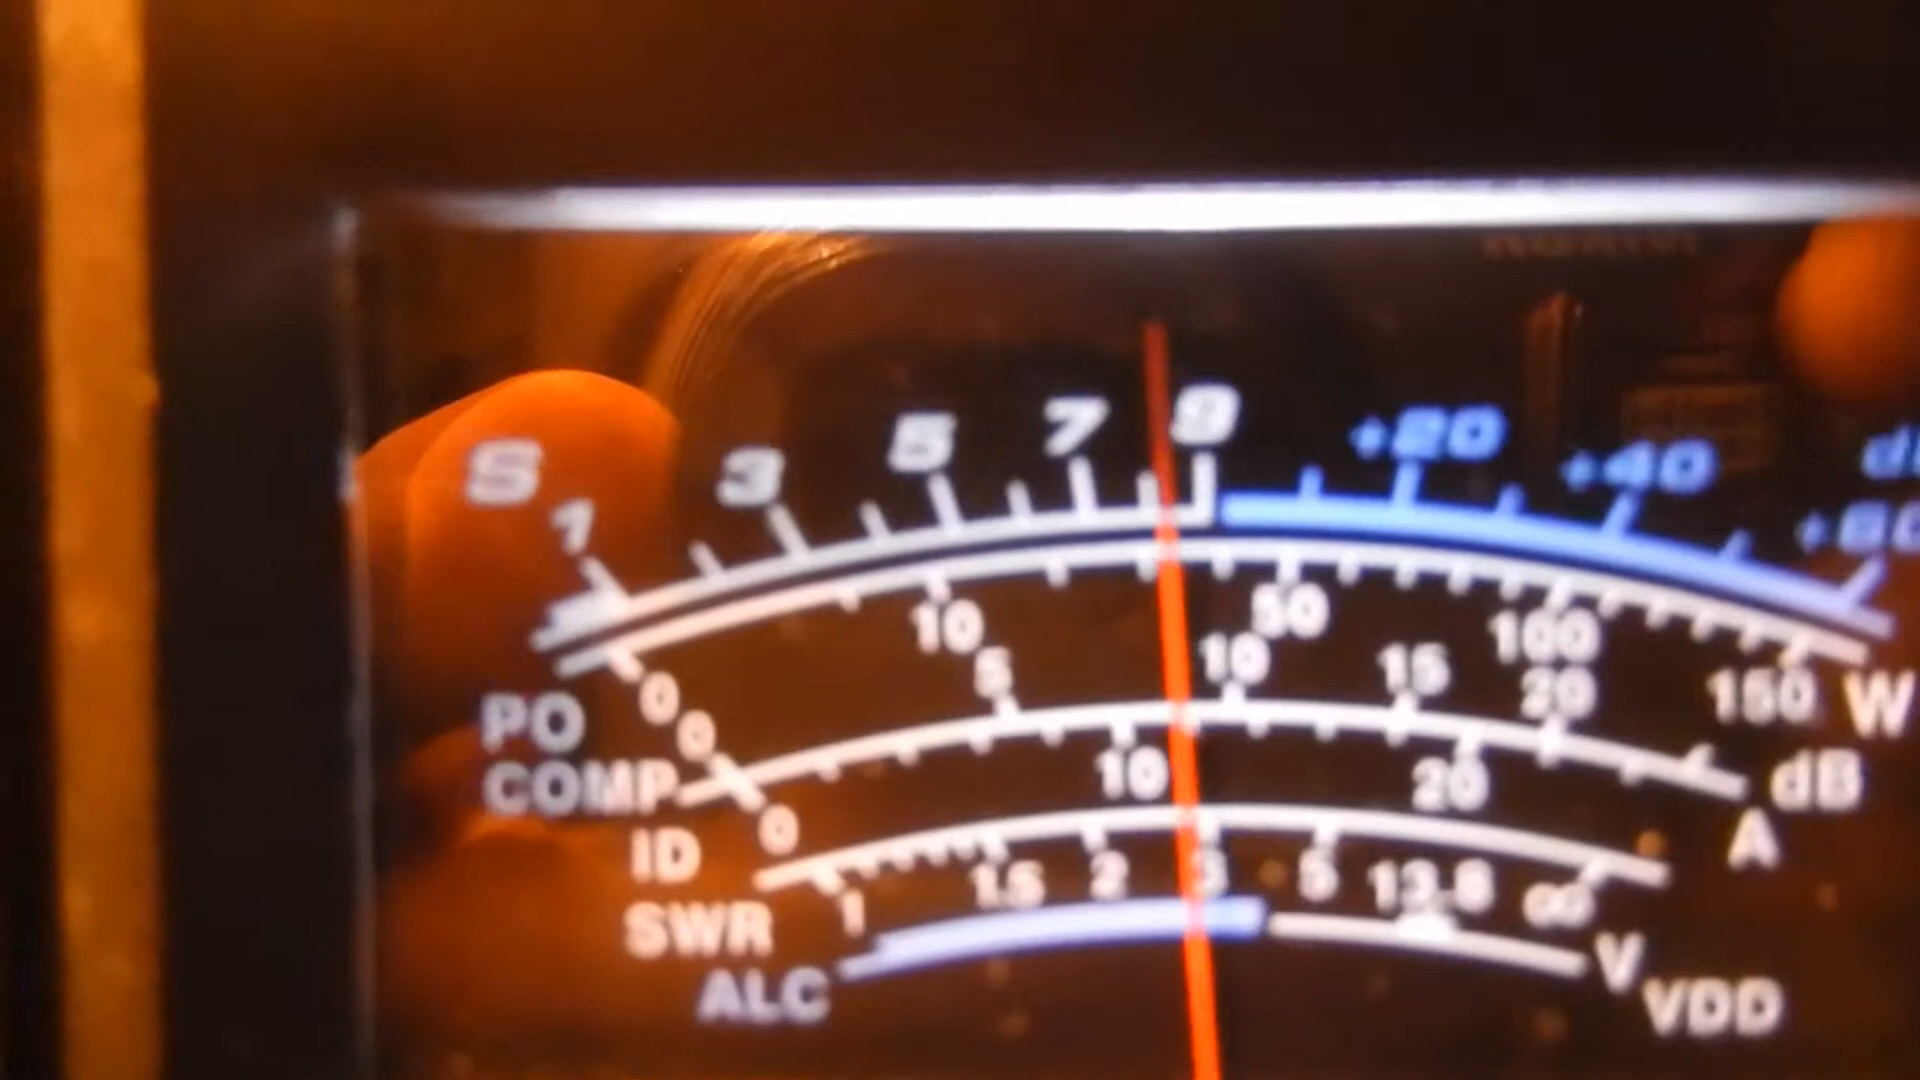 S 1 3 5 7 9 +20 +40 +60 dB
PO 0 10 50 100 150 W
COMP 0 5 10 15 20 dB
ID 0 10 20 A
SWR 1 1.5 2 3 5 ∞
ALC 13.8 V VDD